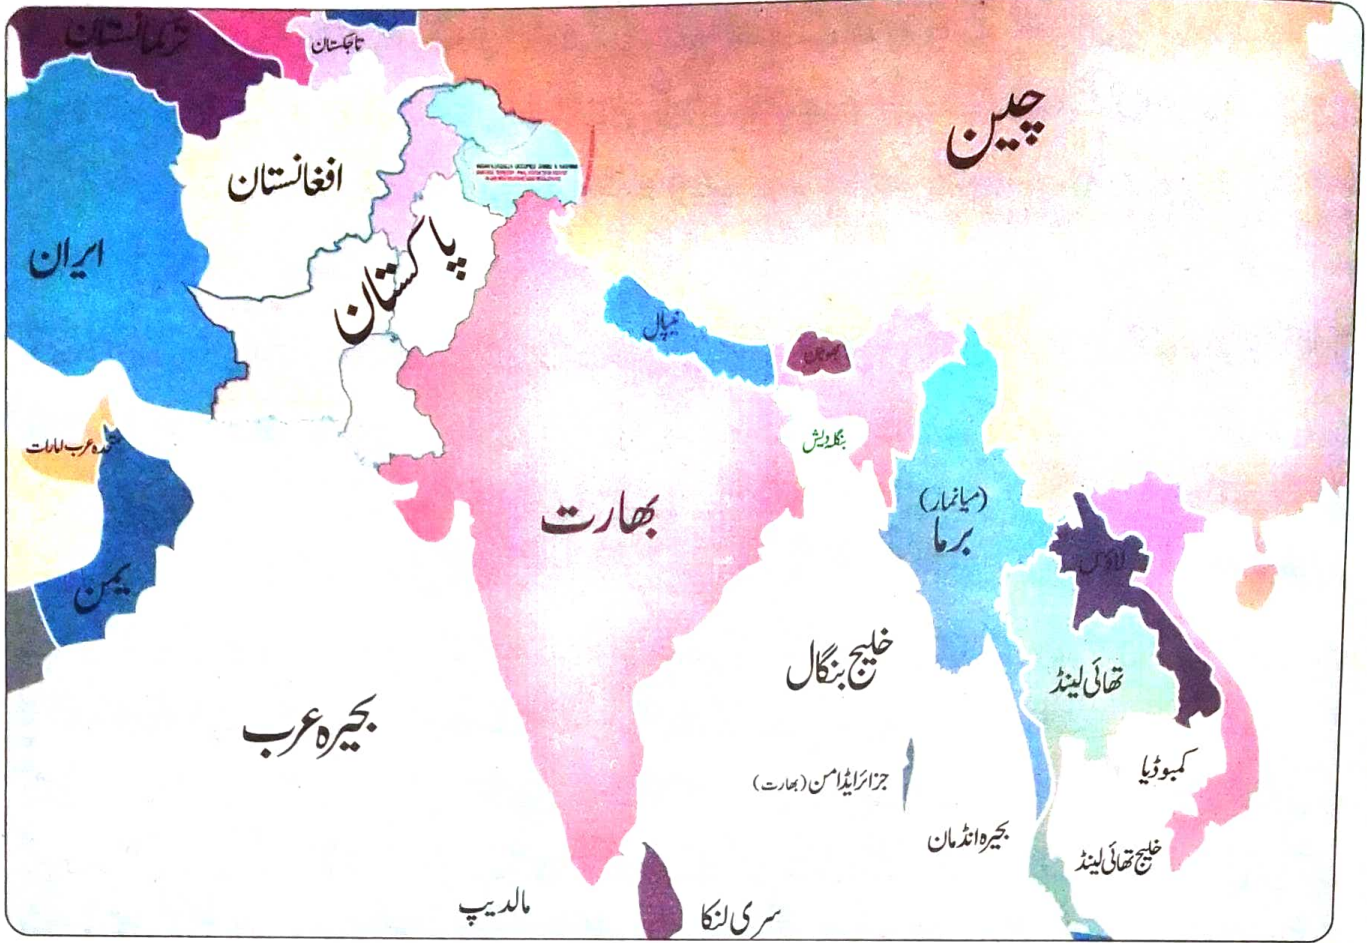 ترکمانستان
تاجکستان
چین
افغانستان
ایران
پاکستان
نیپال
بھوٹان
متحدہ عرب امارات
بنگلہ دیش
بھارت
(میانمار)
برما
لاؤس
یمن
خلیج بنگال
تھائی لینڈ
بحیرہ عرب
جزائر ایڈامن (بھارت)
کمبوڈیا
بحیرہ انڈمان
خلیج تھائی لینڈ
مالدیپ
سری لنکا